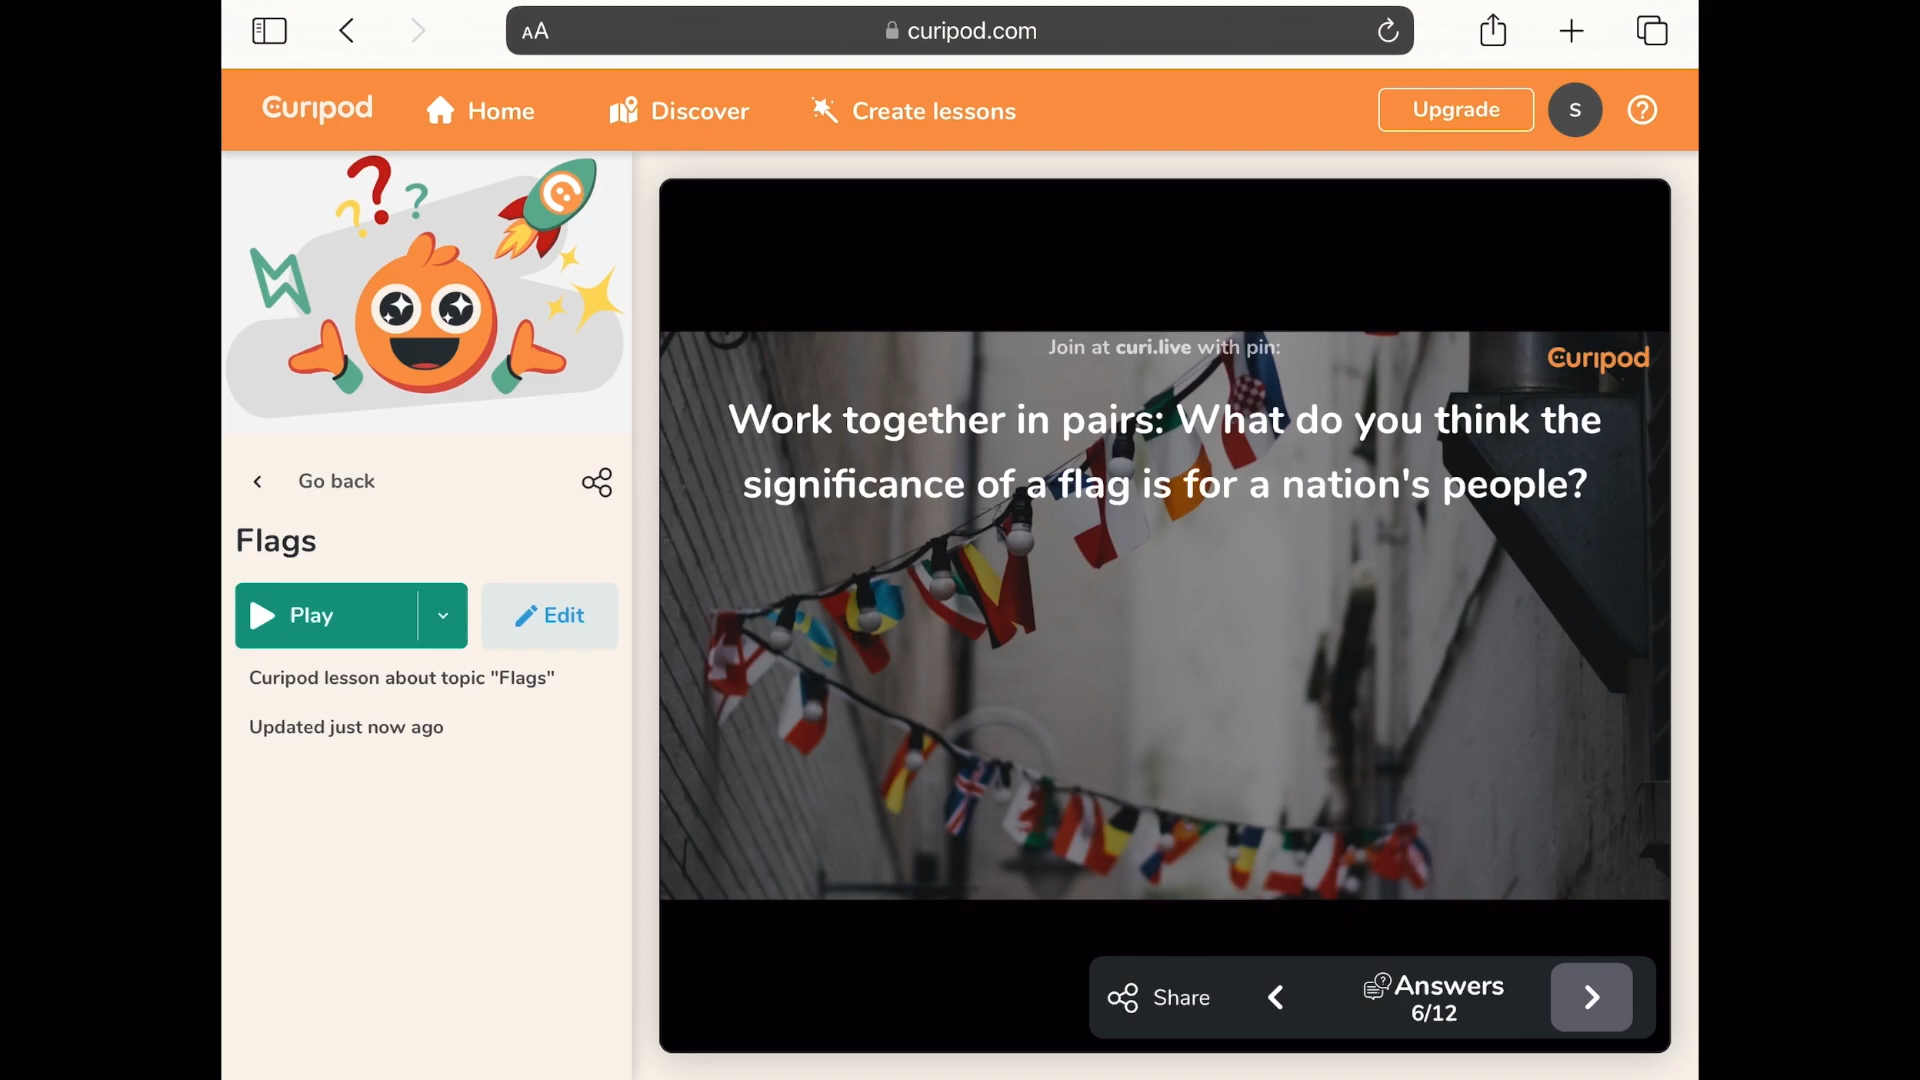 AA
curipod.com
Curipod
Home
Discover
Create lessons
Upgrade
S
?
Go back
Flags
Play
Edit
Curipod lesson about topic "Flags"
Updated just now ago
Join at curi.live with pin:
Curipod
Work together in pairs: What do you think the
significance of a flag is for a nation's people?
Share
Answers
6/12